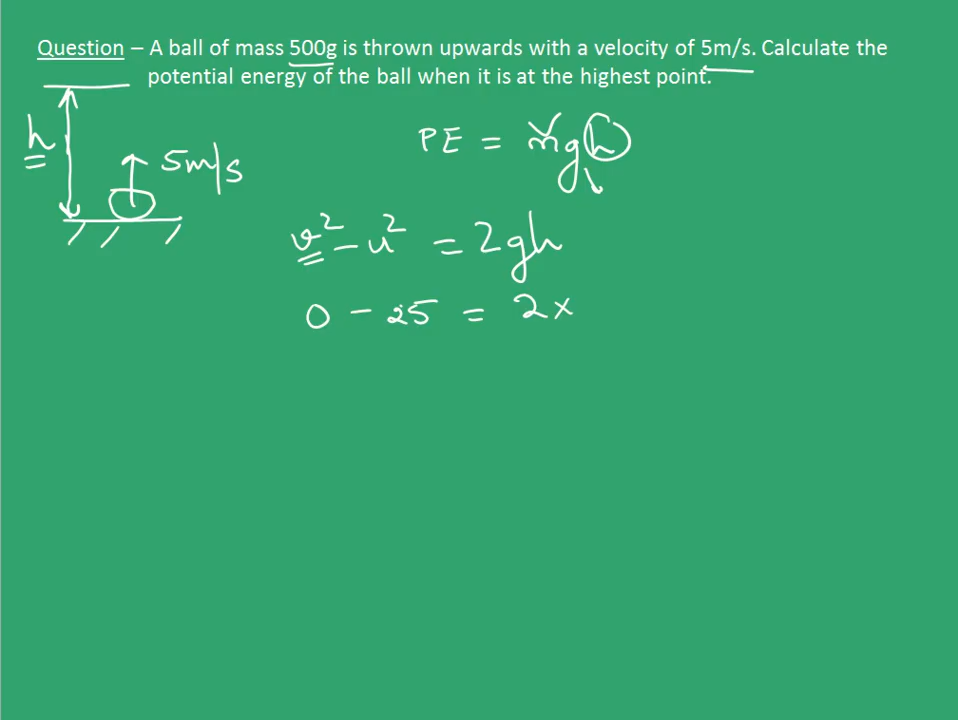 Question – A ball of mass 500g is thrown upwards with a velocity of 5m/s. Calculate the
potential energy of the ball when it is at the highest point.
h
5m/s
PE = mgh
v² – u² = 2gh
0 – 25 = 2×